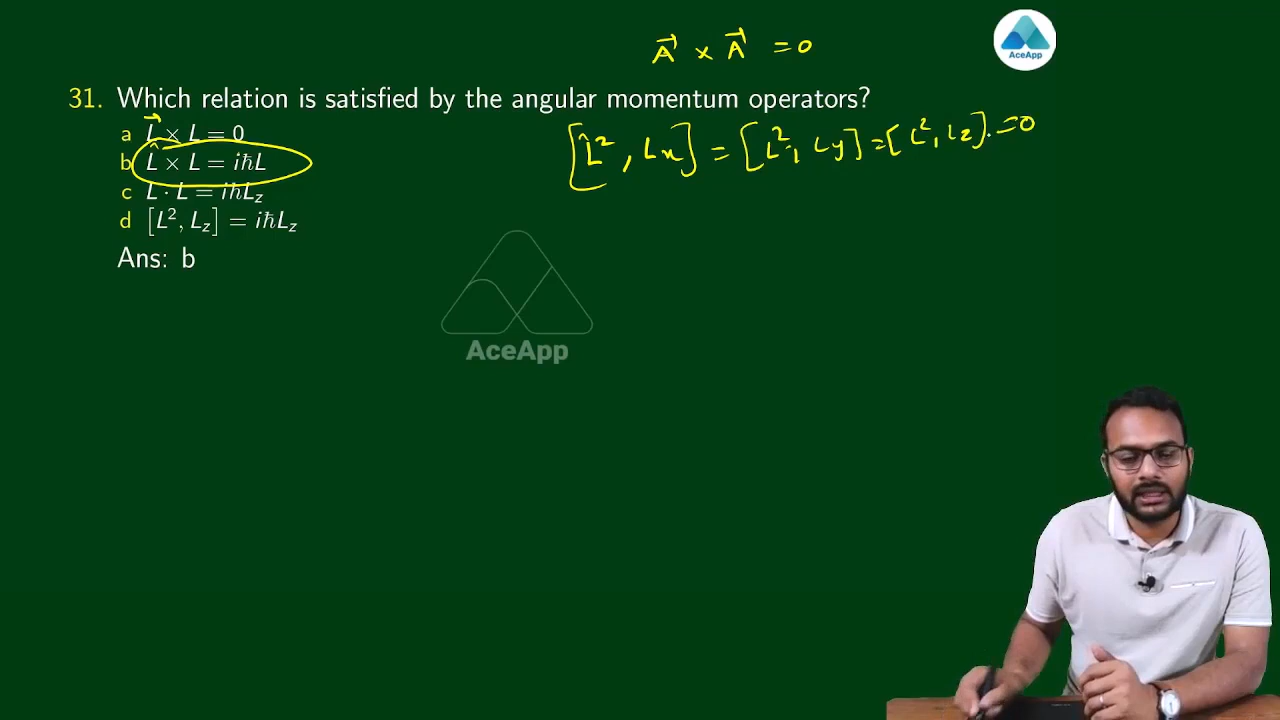 A⃗ × A⃗ = 0
AceApp
31. Which relation is satisfied by the angular momentum operators?
a L⃗ × L = 0
[L̂², Lx] = [L², Ly] = [L², Lz] = 0
b L̂ × L = iℏL
c L · L = iℏL_z
d [L², L_z] = iℏL_z
Ans: b
AceApp